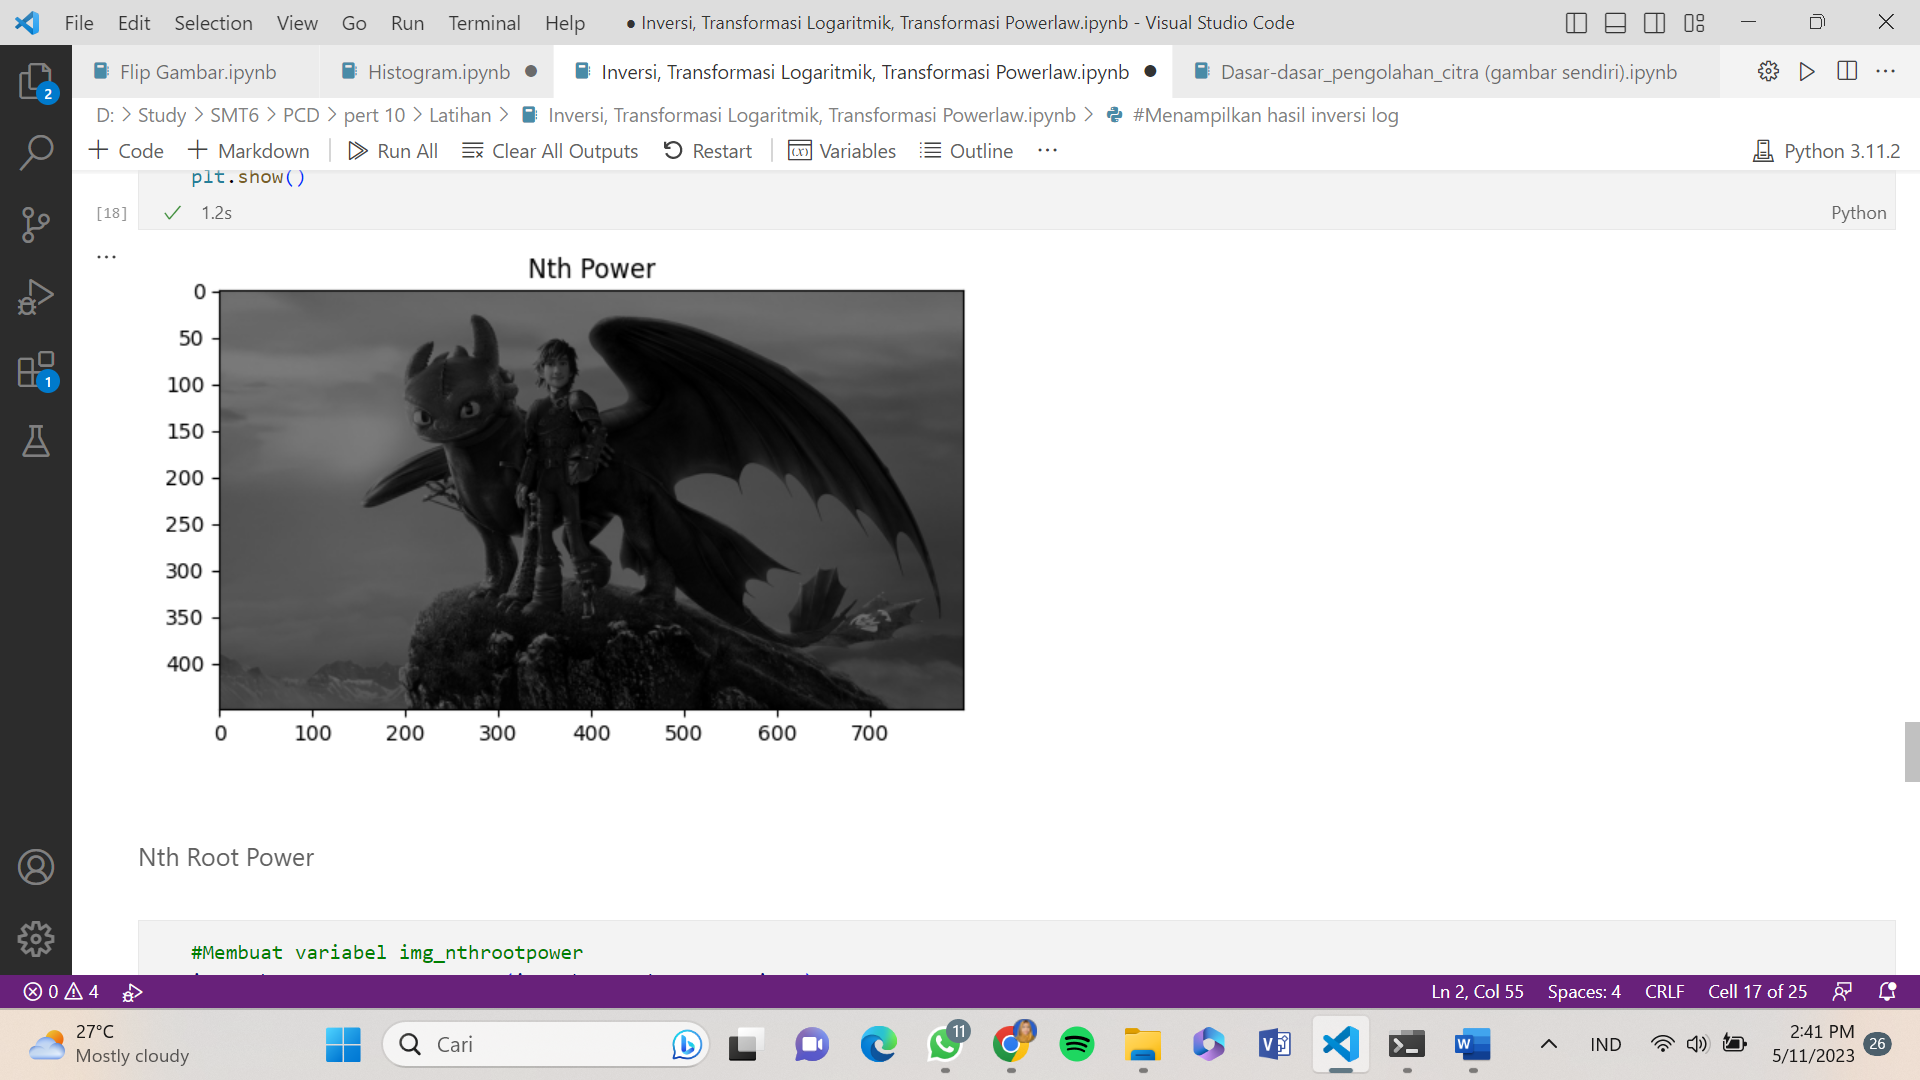 File Edit Selection View Go Run Terminal Help ● Inversi, Transformasi Logaritmik, Transformasi Powerlaw.ipynb - Visual Studio Code
Flip Gambar.ipynb Histogram.ipynb Inversi, Transformasi Logaritmik, Transformasi Powerlaw.ipynb Dasar-dasar_pengolahan_citra (gambar sendiri).ipynb
2
D: > Study > SMT6 > PCD > pert 10 > Latihan > Inversi, Transformasi Logaritmik, Transformasi Powerlaw.ipynb > #Menampilkan hasil inversi log
+ Code + Markdown Run All Clear All Outputs Restart Variables Outline ... Python 3.11.2
plt.show()
[18] 1.2s Python
...
Nth Power
0
50
100
150
200
250
300
350
400
0 100 200 300 400 500 600 700
1
Nth Root Power
#Membuat variabel img_nthrootpower
0 4 Ln 2, Col 55 Spaces: 4 CRLF Cell 17 of 25
27°C
Mostly cloudy
Cari
11
IND
2:41 PM
5/11/2023
26